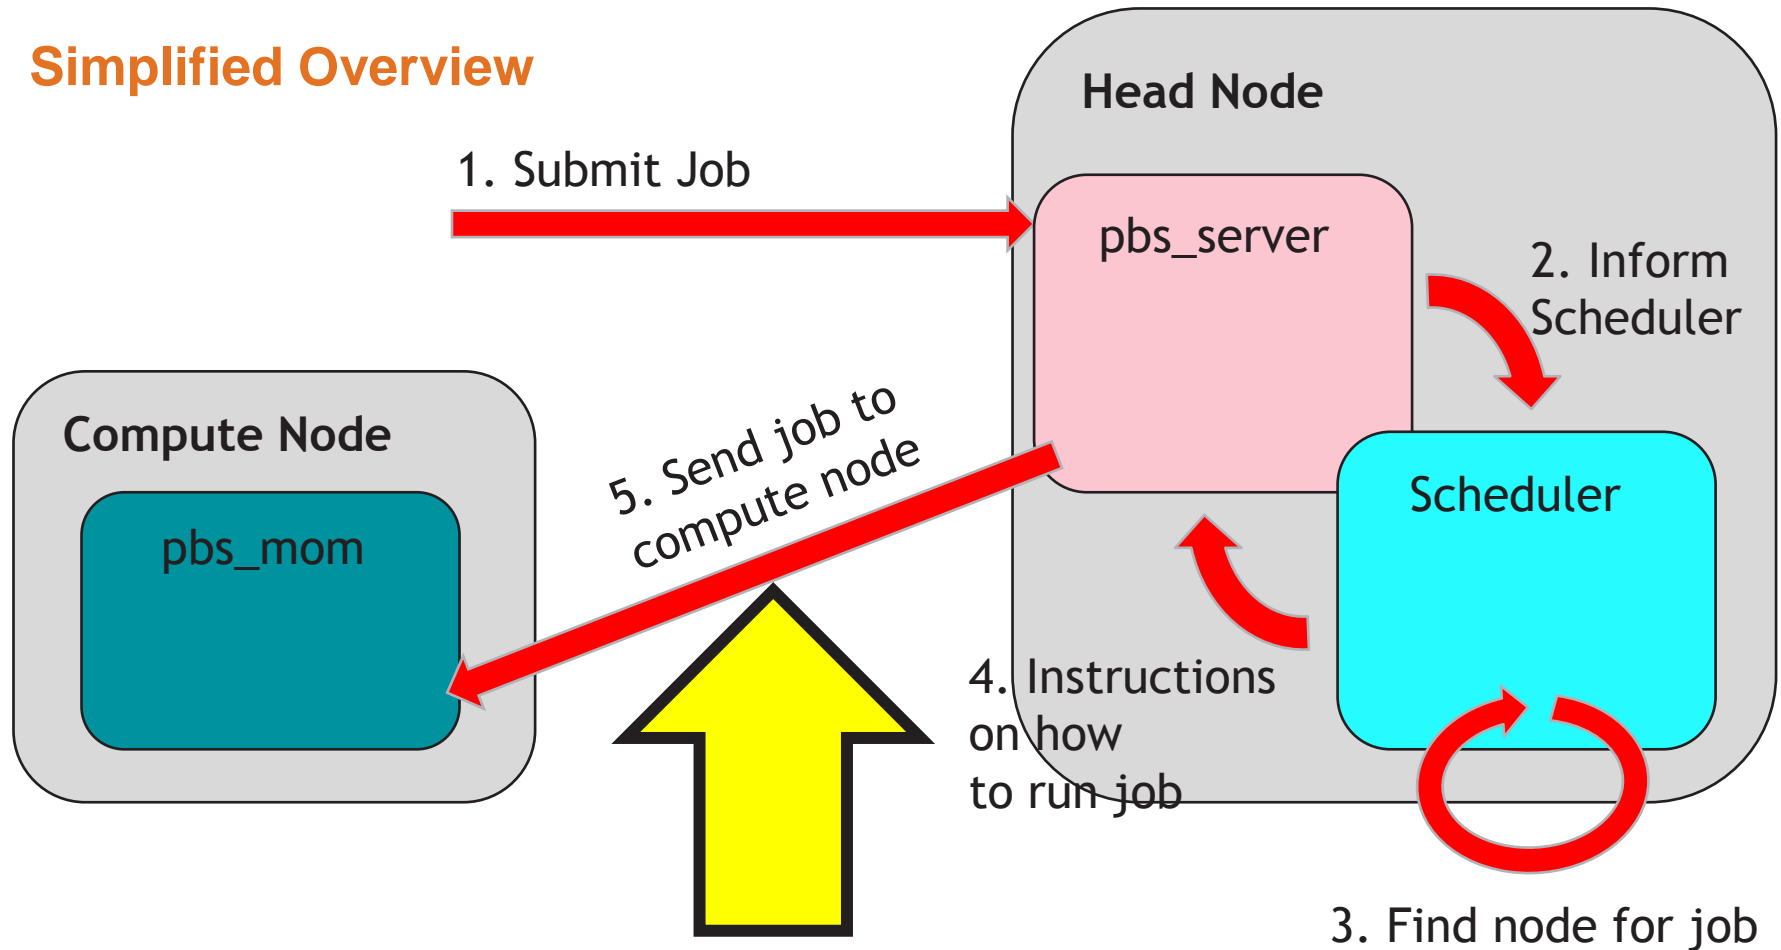 Simplified Overview
Head Node
1. Submit Job
pbs_server
2. Inform
Scheduler
Compute Node
5. Send job to
compute node
Scheduler
pbs_mom
4. Instructions
on how
to run job
3. Find node for job